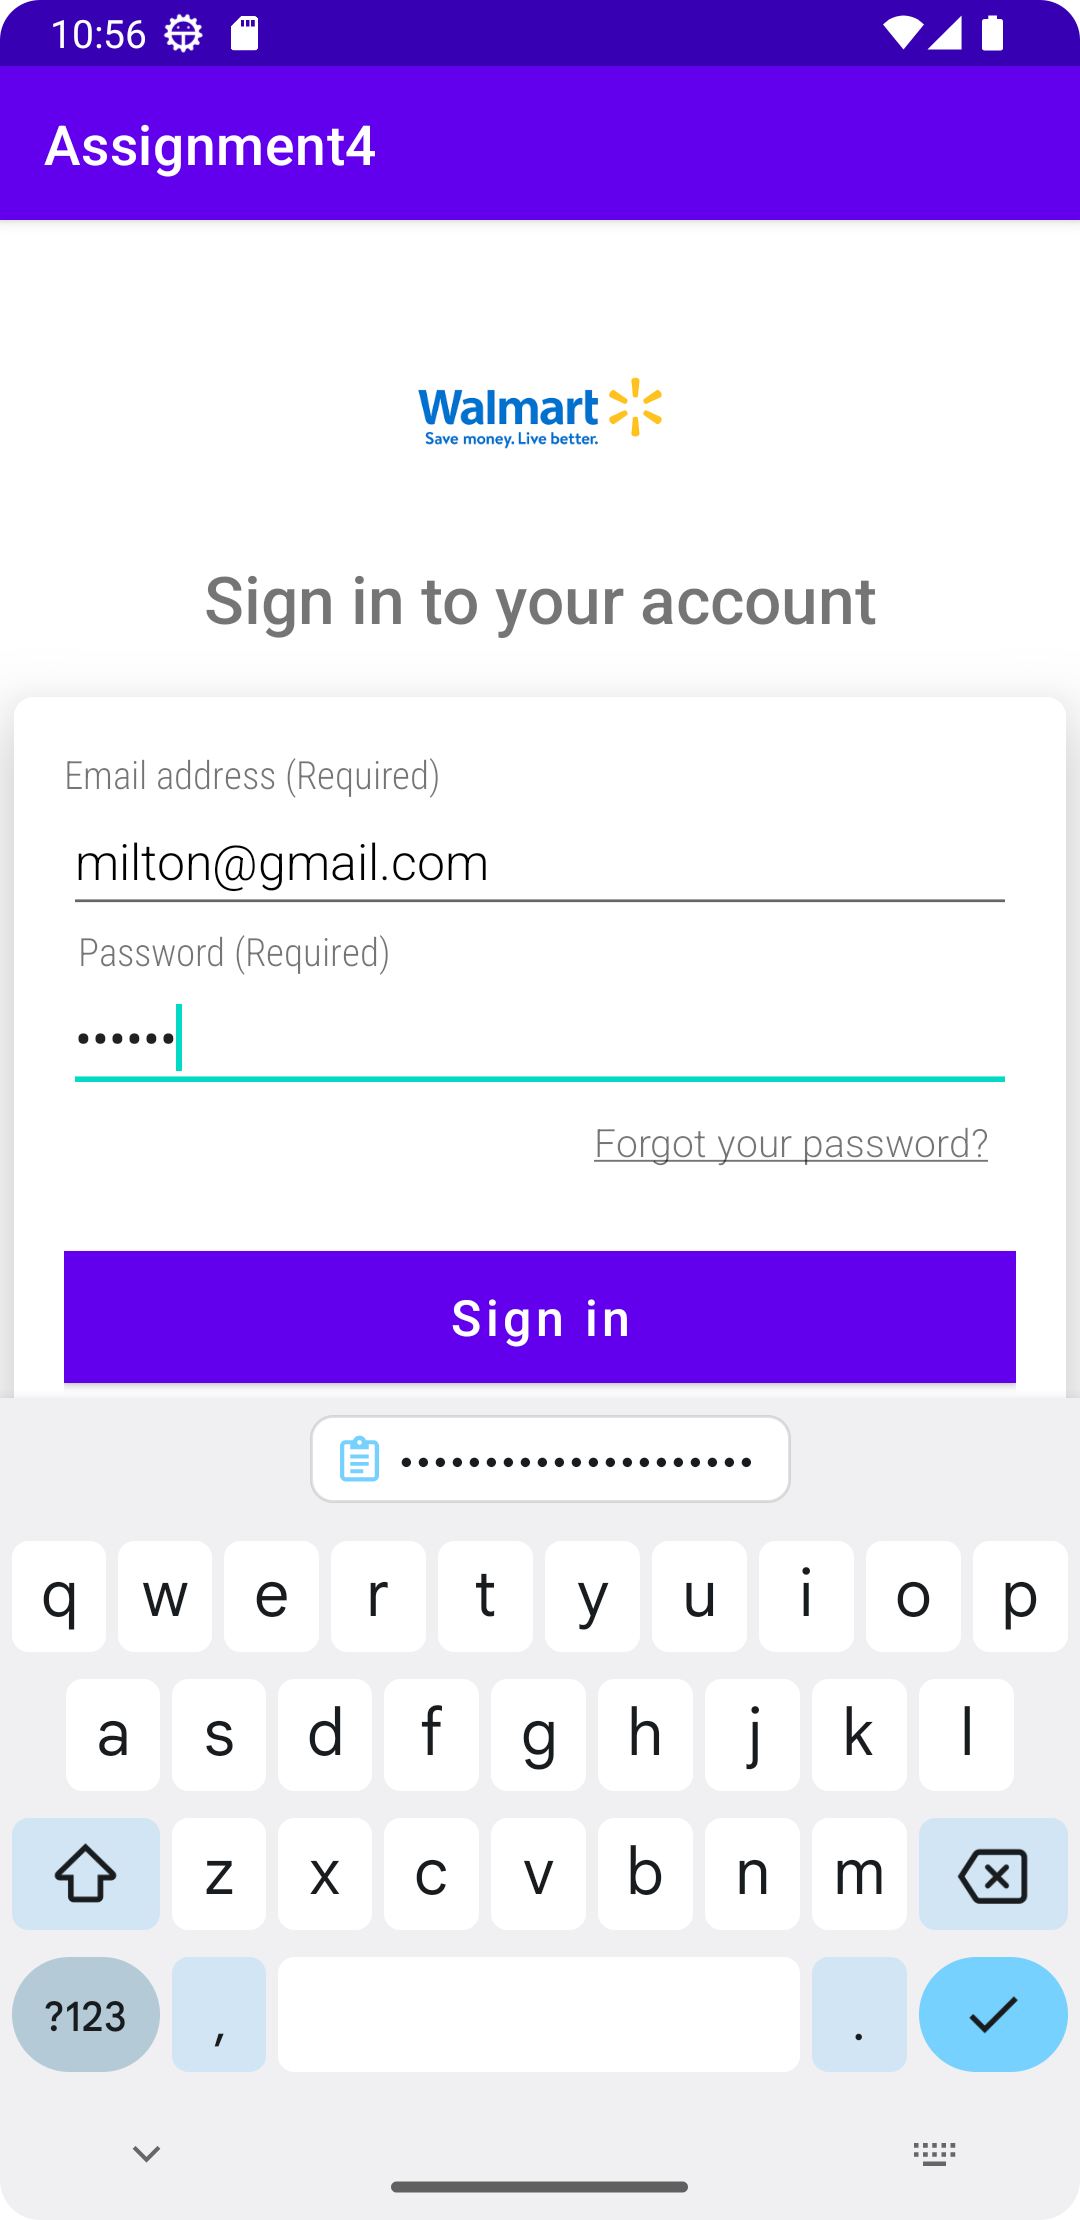 10:56
Assignment4
Walmart
Save money. Live better.
Sign in to your account
Email address (Required)
milton@gmail.com
Password (Required)
••••••
Forgot your password?
Sign in
•••••••••••••••••••••
q w e r t y u i o p
a s d f g h j k l
z x c v b n m
?123 , .